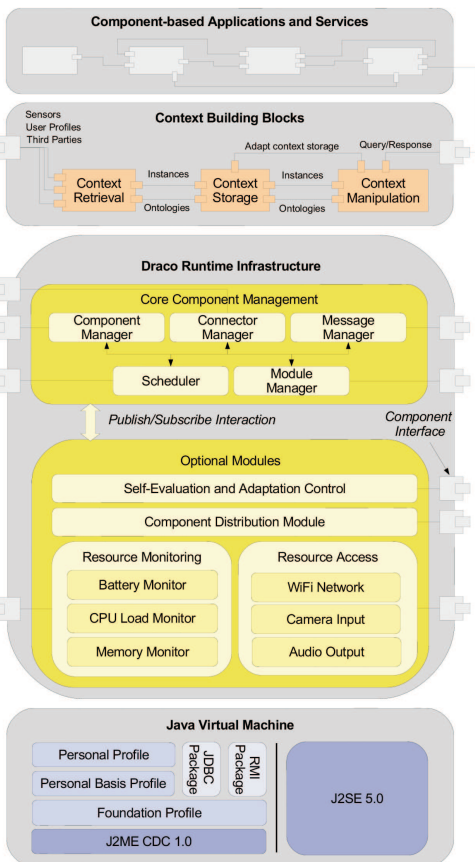 Component-based Applications and Services
Sensors
User Profiles
Third Parties
Context Building Blocks
Adapt context storage
Query/Response
Context
Retrieval
Instances
Ontologies
Context
Storage
Instances
Ontologies
Context
Manipulation
Draco Runtime Infrastructure
Core Component Management
Component
Manager
Connector
Manager
Message
Manager
Scheduler
Module
Manager
Publish/Subscribe Interaction
Component
Interface
Optional Modules
Self-Evaluation and Adaptation Control
Component Distribution Module
Resource Monitoring
Battery Monitor
CPU Load Monitor
Memory Monitor
Resource Access
WiFi Network
Camera Input
Audio Output
Java Virtual Machine
Personal Profile
Personal Basis Profile
JDBC
Package
RMI
Package
Foundation Profile
J2ME CDC 1.0
J2SE 5.0